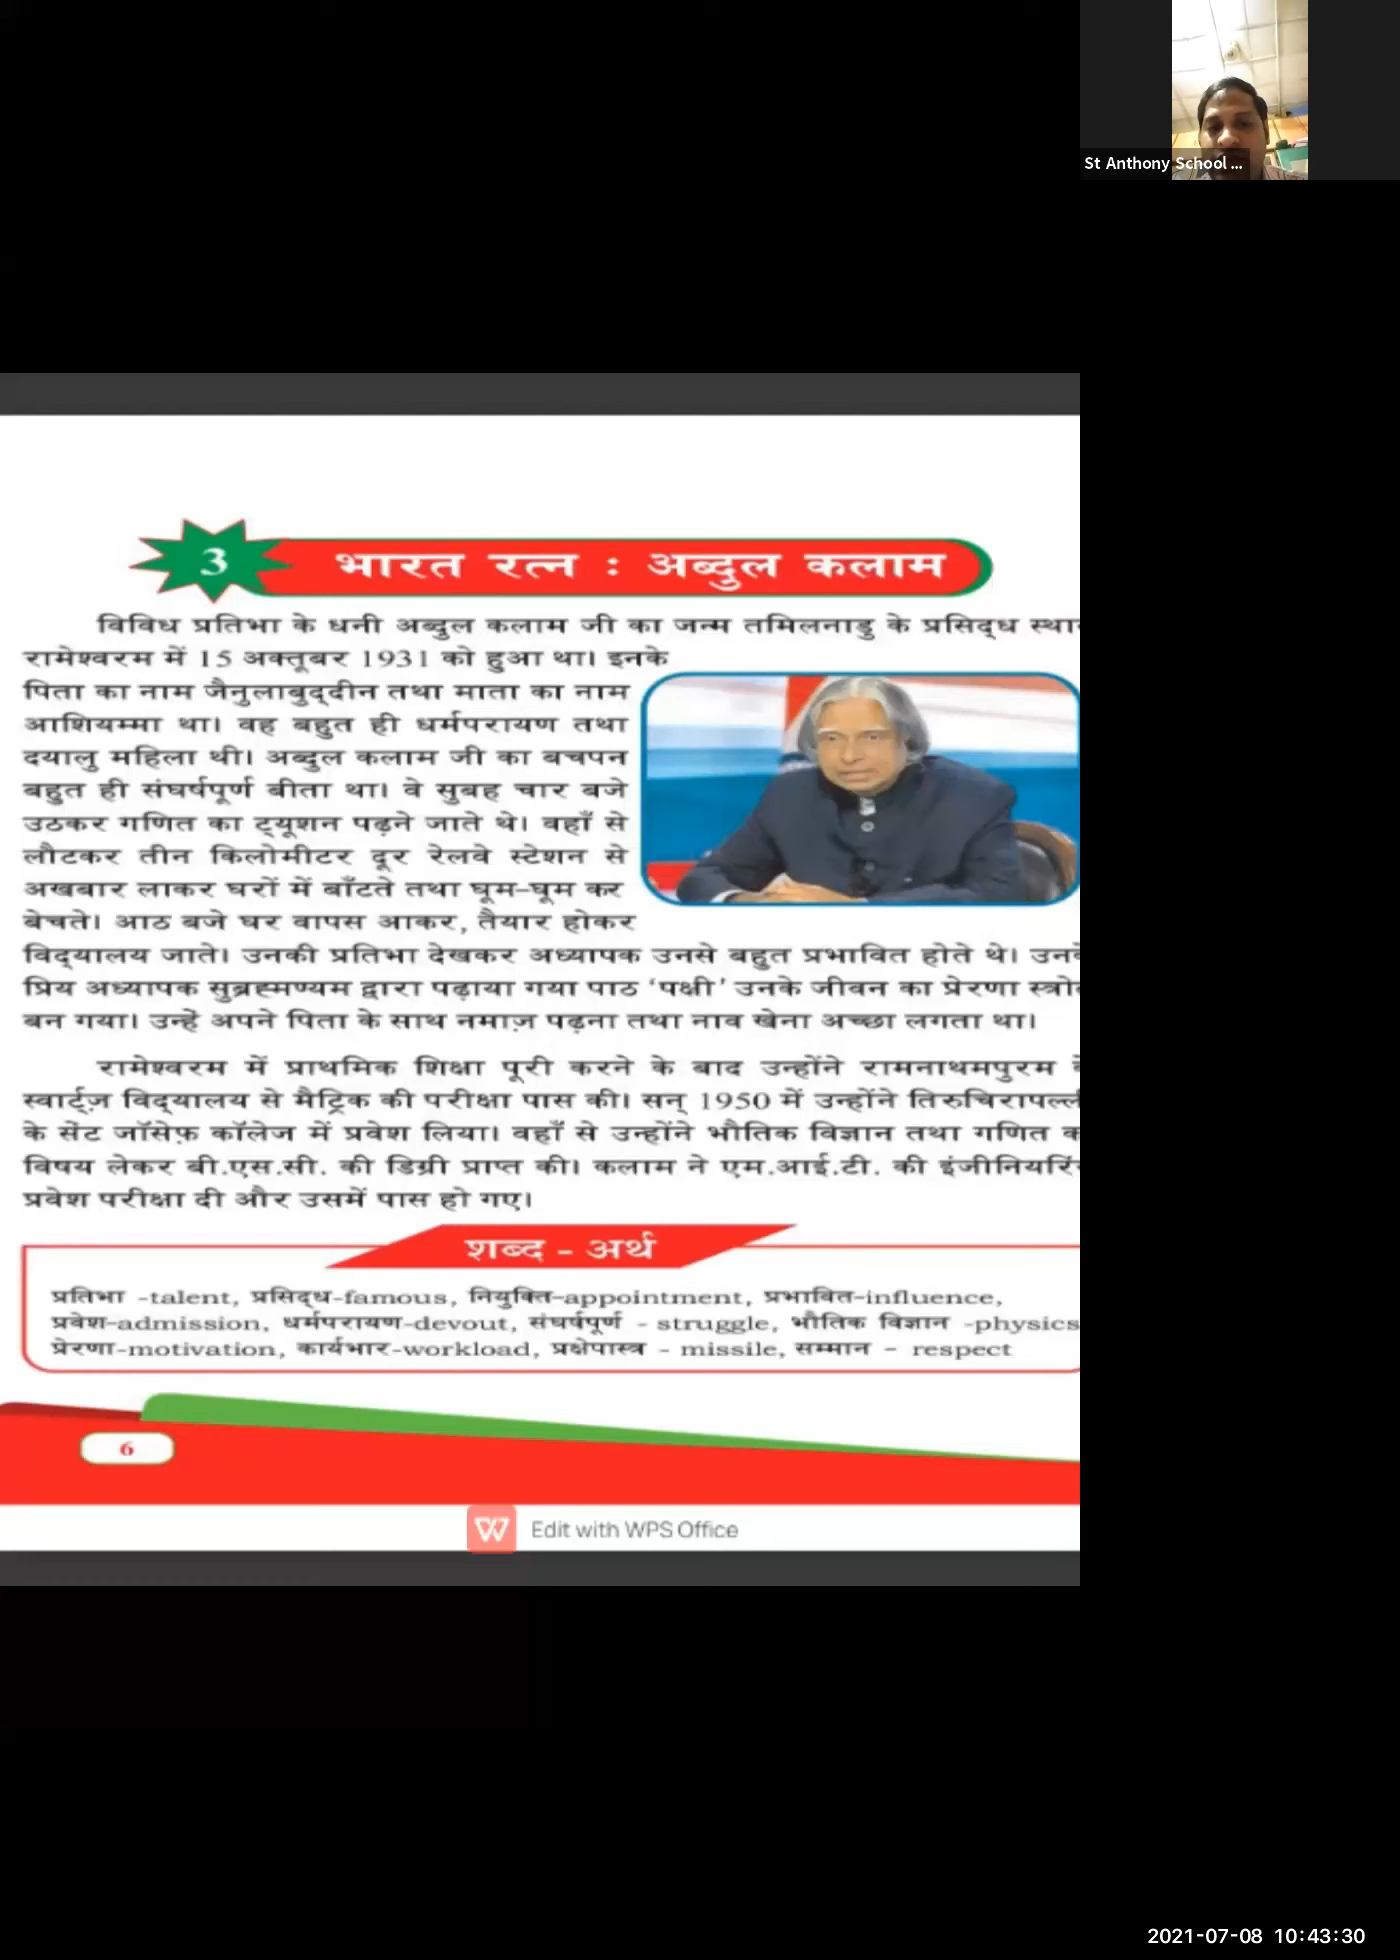 St Anthony School ...
3
भारत रत्न : अब्दुल कलाम
विविध प्रतिभा के धनी अब्दुल कलाम जी का जन्म तमिलनाडु के प्रसिद्ध
रामेश्वरम में 15 अक्तूबर 1931 को हुआ था। इनके
पिता का नाम जैनुलाबुद्दीन तथा माता का नाम
आशियम्मा था। वह बहुत ही धर्मपरायण तथा
दयालु महिला थी। अब्दुल कलाम जी का बचपन
बहुत ही संघर्षपूर्ण बीता था। वे सुबह चार बजे
उठकर गणित का ट्यूशन पढ़ने जाते थे। वहाँ से
लौटकर तीन किलोमीटर दूर रेलवे स्टेशन से
अखबार लाकर घरों में बाँटते तथा घूम-घूम कर
बेचते। आठ बजे घर वापस आकर, तैयार होकर
विद्यालय जाते। उनकी प्रतिभा देखकर अध्यापक उनसे बहुत प्रभावित होते थे।
प्रिय अध्यापक सुब्रह्मण्यम द्वारा पढ़ाया गया पाठ ‘पक्षी’ उनके जीवन का प्रेरणा
बन गया। उन्हें अपने पिता के साथ नमाज़ पढ़ना तथा नाव खेना अच्छा लगता था।
रामेश्वरम में प्राथमिक शिक्षा पूरी करने के बाद उन्होंने रामनाथमपुरम
स्वार्ट्ज़ विद्यालय से मैट्रिक की परीक्षा पास की। सन् 1950 में उन्होंने तिरुचिरापल्ली
के सेंट जॉसेफ़ कॉलेज में प्रवेश लिया। वहाँ से उन्होंने भौतिक विज्ञान तथा गणित
विषय लेकर बी.एस.सी. की डिग्री प्राप्त की। कलाम ने एम.आई.टी. की
प्रवेश परीक्षा दी और उसमें पास हो गए।
शब्द - अर्थ
प्रतिभा -talent, प्रसिद्ध-famous, नियुक्ति-appointment, प्रभावित-influence,
प्रवेश-admission, धर्मपरायण-devout, संघर्षपूर्ण - struggle, भौतिक विज्ञान -physics
प्रेरणा-motivation, कार्यभार-workload, प्रक्षेपास्त्र - missile, सम्मान - respect
6
W Edit with WPS Office
2021-07-08 10:43:30